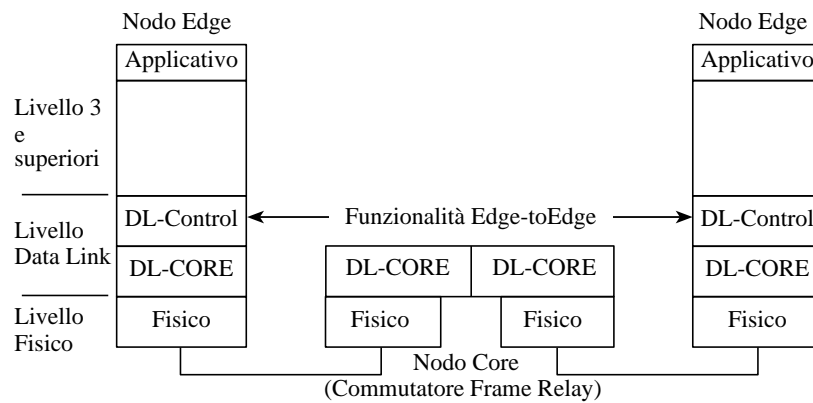 Nodo Edge
Nodo Edge
Applicativo
Applicativo
Livello 3
e
superiori
DL-Control
Funzionalità Edge-toEdge
DL-Control
Livello
Data Link
DL-CORE
DL-CORE
DL-CORE
DL-CORE
Livello
Fisico
Fisico
Fisico
Fisico
Fisico
Nodo Core
(Commutatore Frame Relay)